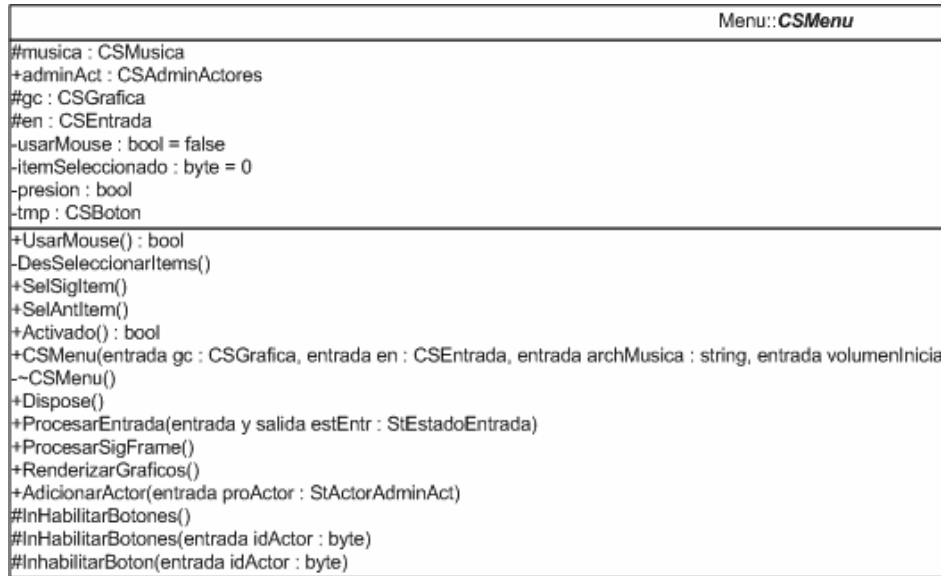 Menu::CSMenu
#musica : CSMusica
+adminAct : CSAdminActores
#gc : CSGrafica
#en : CSEntrada
-usarMouse : bool = false
-itemSeleccionado : byte = 0
-presion : bool
-tmp : CSBoton
+UsarMouse() : bool
-DesSeleccionarItems()
+SelSigItem()
+SelAntItem()
+Activado() : bool
+CSMenu(entrada gc : CSGrafica, entrada en : CSEntrada, entrada archMusica : string, entrada volumenInicia
-~CSMenu()
+Dispose()
+ProcesarEntrada(entrada y salida estEntr : StEstadoEntrada)
+ProcesarSigFrame()
+RenderizarGraficos()
+AdicionarActor(entrada proActor : StActorAdminAct)
#InHabilitarBotones()
#InHabilitarBotones(entrada idActor : byte)
#InhabilitarBoton(entrada idActor : byte)